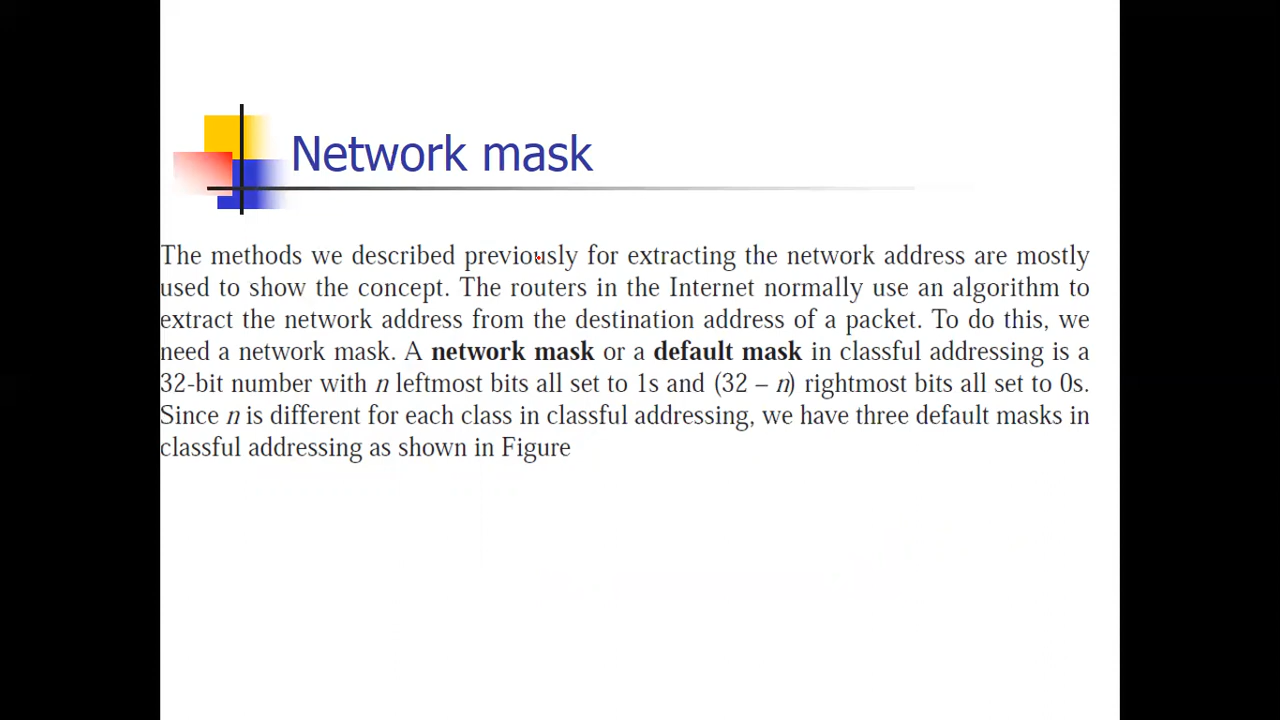 Network mask
The methods we described previously for extracting the network address are mostly
used to show the concept. The routers in the Internet normally use an algorithm to
extract the network address from the destination address of a packet. To do this, we
need a network mask. A network mask or a default mask in classful addressing is a
32-bit number with n leftmost bits all set to 1s and (32 – n) rightmost bits all set to 0s.
Since n is different for each class in classful addressing, we have three default masks in
classful addressing as shown in Figure